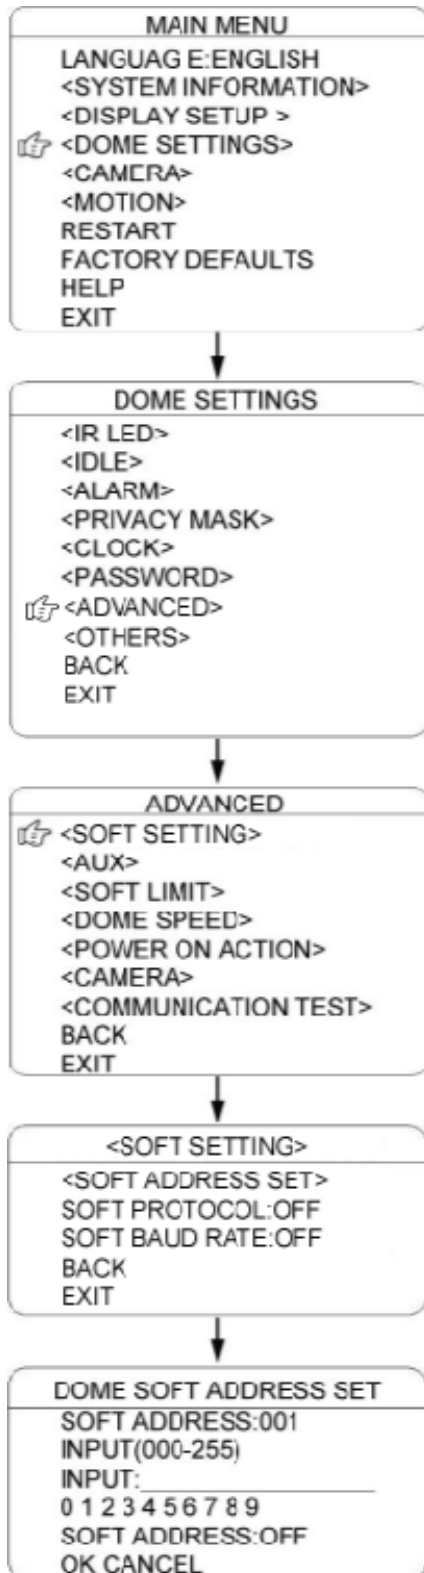 MAIN MENU
LANGUAG E:ENGLISH
<SYSTEM INFORMATION>
<DISPLAY SETUP >
<DOME SETTINGS>
<CAMERA>
<MOTION>
RESTART
FACTORY DEFAULTS
HELP
EXIT
DOME SETTINGS
<IR LED>
<IDLE>
<ALARM>
<PRIVACY MASK>
<CLOCK>
<PASSWORD>
<ADVANCED>
<OTHERS>
BACK
EXIT
ADVANCED
<SOFT SETTING>
<AUX>
<SOFT LIMIT>
<DOME SPEED>
<POWER ON ACTION>
<CAMERA>
<COMMUNICATION TEST>
BACK
EXIT
<SOFT SETTING>
<SOFT ADDRESS SET>
SOFT PROTOCOL:OFF
SOFT BAUD RATE:OFF
BACK
EXIT
DOME SOFT ADDRESS SET
SOFT ADDRESS:001
INPUT(000-255)
INPUT:_______________
0 1 2 3 4 5 6 7 8 9
SOFT ADDRESS:OFF
OK CANCEL